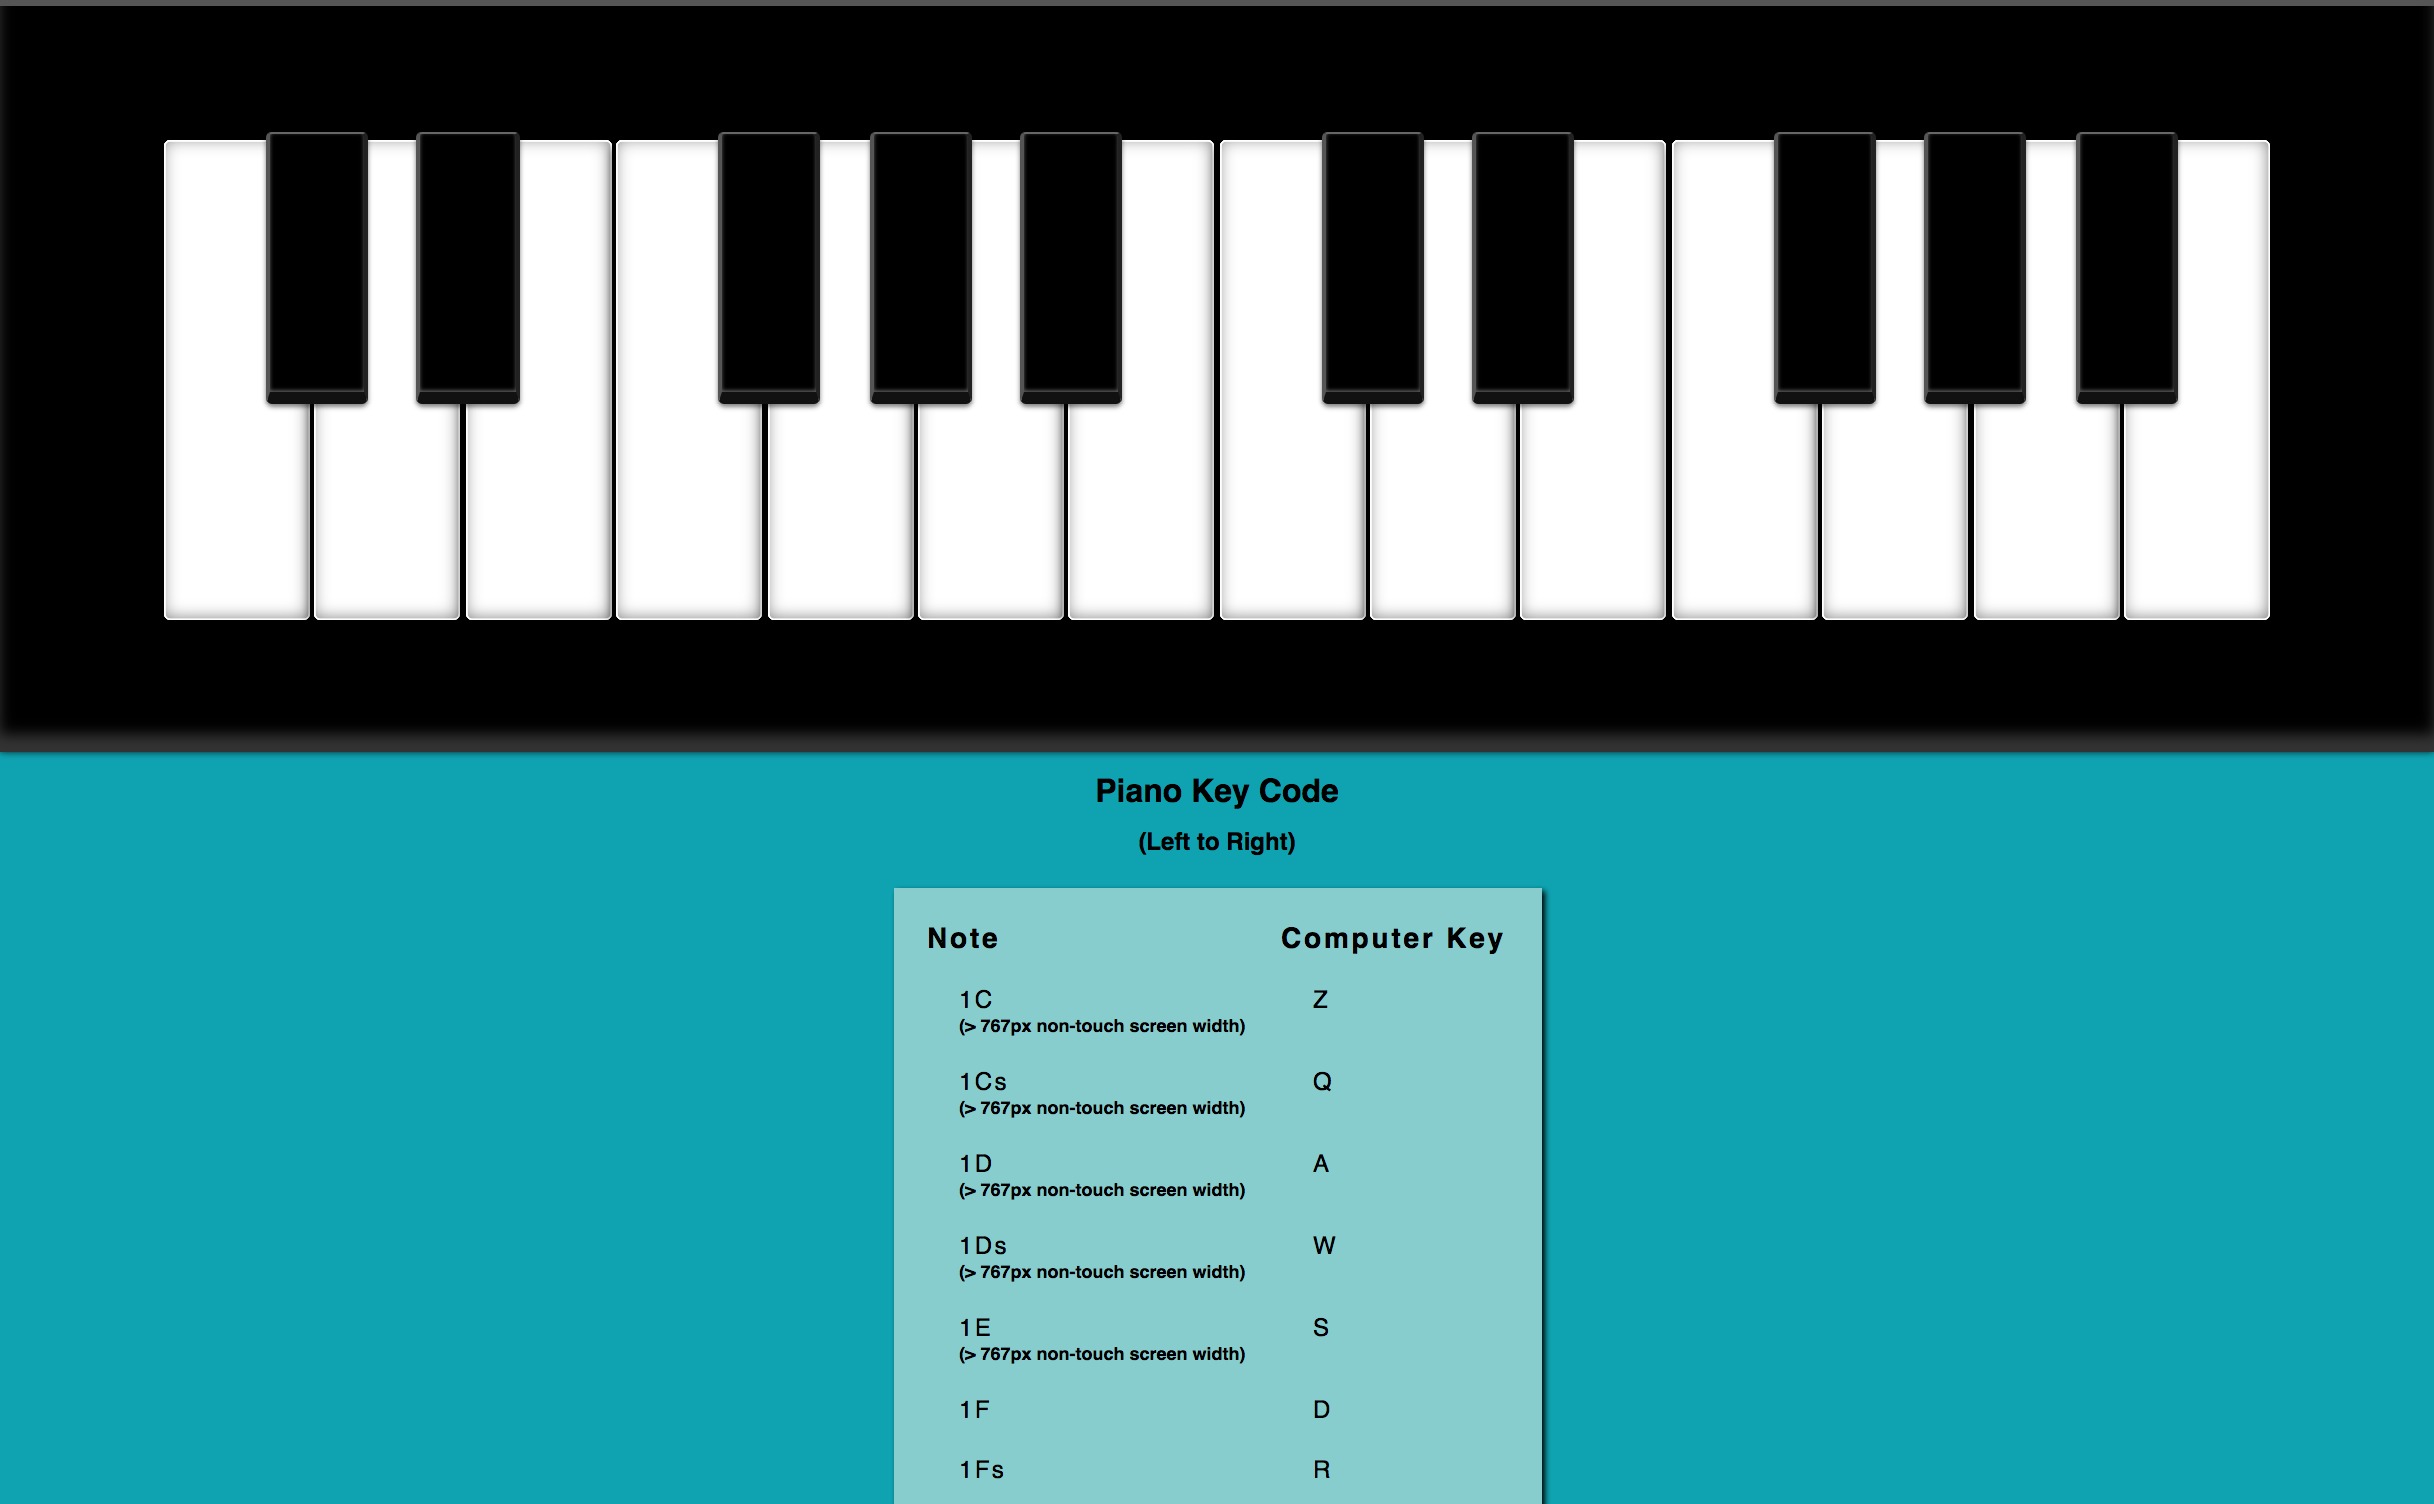 Piano Key Code
(Left to Right)
Note Computer Key
1C Z
(> 767px non-touch screen width)
1Cs Q
(> 767px non-touch screen width)
1D A
(> 767px non-touch screen width)
1Ds W
(> 767px non-touch screen width)
1E S
(> 767px non-touch screen width)
1F D
1Fs R